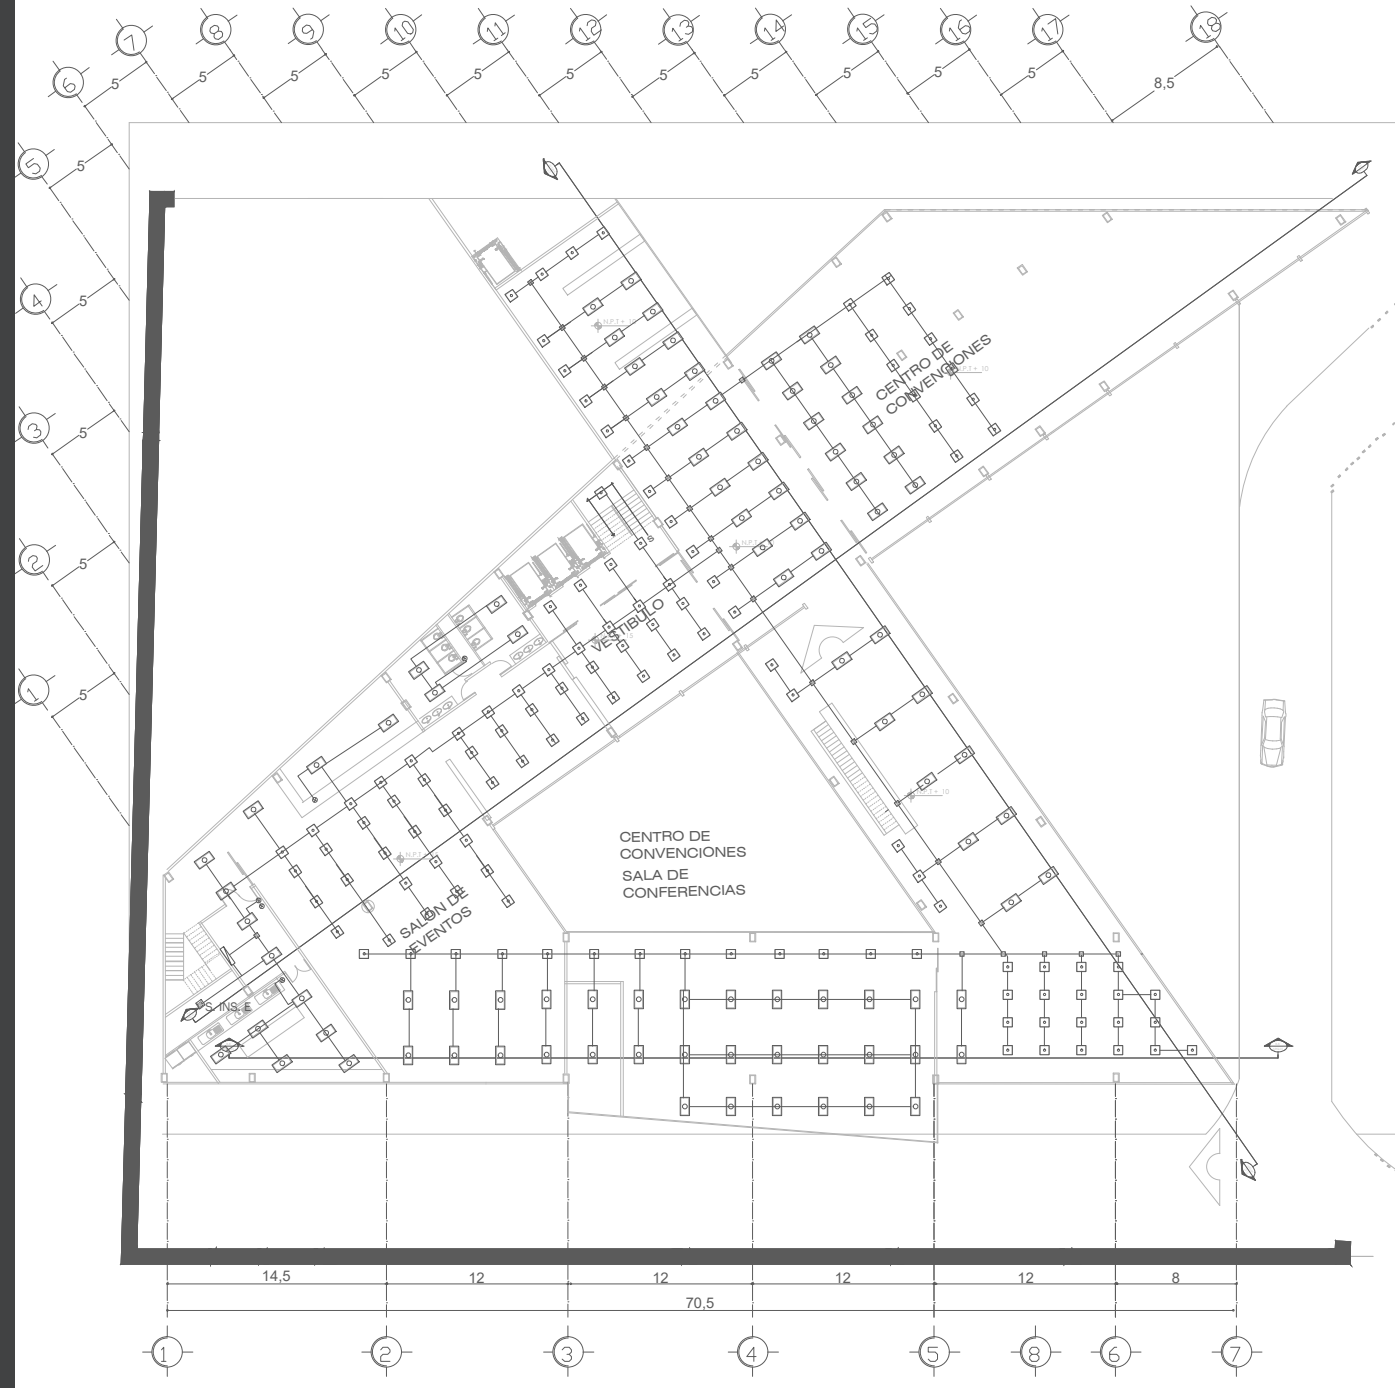 7 8 9 10 11 12 13 14 15 16 17 18
5 5 5 5 5 5 5 5 5 5 5 8,5
6
5
5
5
4
5
3
5
2
5
1
5
N.P.T + 10
CENTRO DE
CONVENCIONES
N.P.T + 10
N.P.T +
S
VESTIBULO
N.P.T + 10
CENTRO DE
CONVENCIONES
SALA DE
CONFERENCIAS
N.P.T
SALON DE
EVENTOS
S. INS. E
14,5 12 12 12 12 8
70,5
1 2 3 4 5 8 6 7